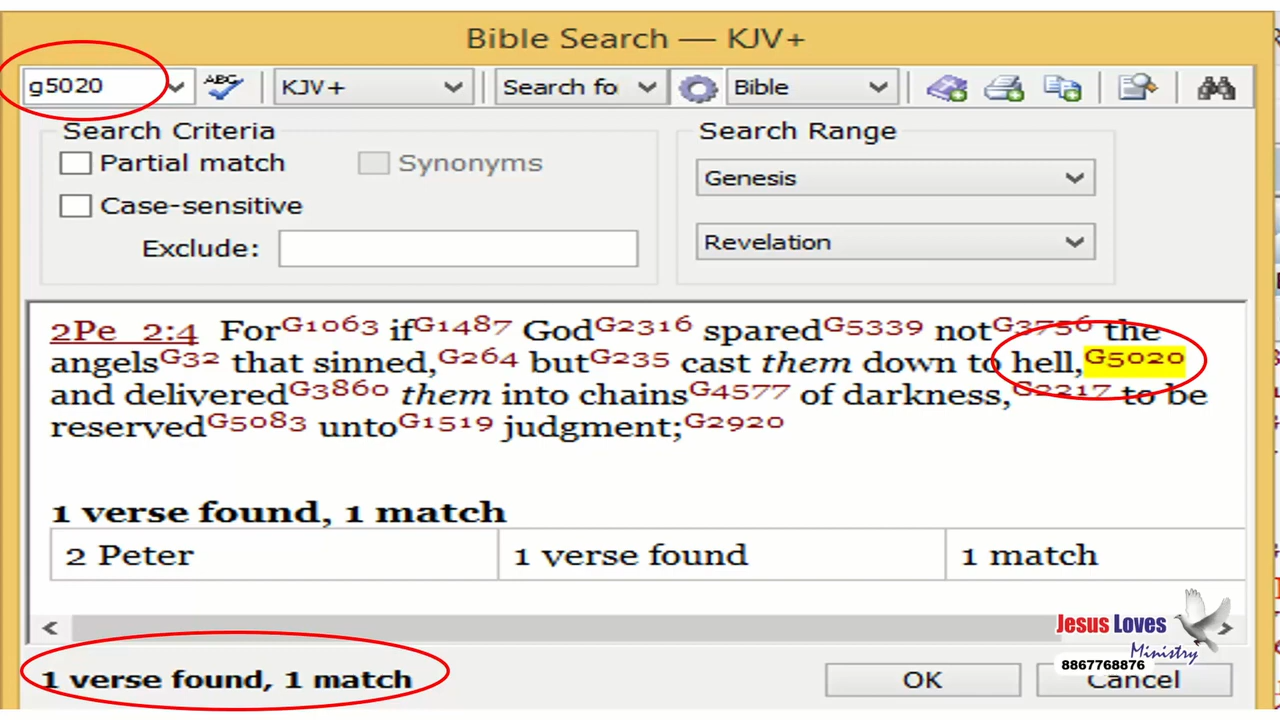 Bible Search — KJV+
g5020
ABC
KJV+
Search fo
Bible
Search Criteria
Partial match
Synonyms
Case-sensitive
Exclude:
Search Range
Genesis
Revelation
2Pe 2:4 ForG1063 ifG1487 GodG2316 sparedG5339 notG3756 the
angelsG32 that sinned,G264 butG235 cast them down to hell,G5020
and deliveredG3860 them into chainsG4577 of darkness,G2217 to be
reservedG5083 untoG1519 judgment;G2920
1 verse found, 1 match
2 Peter
1 verse found
1 match
Jesus Loves
Ministry
8867768876
1 verse found, 1 match
OK
Cancel